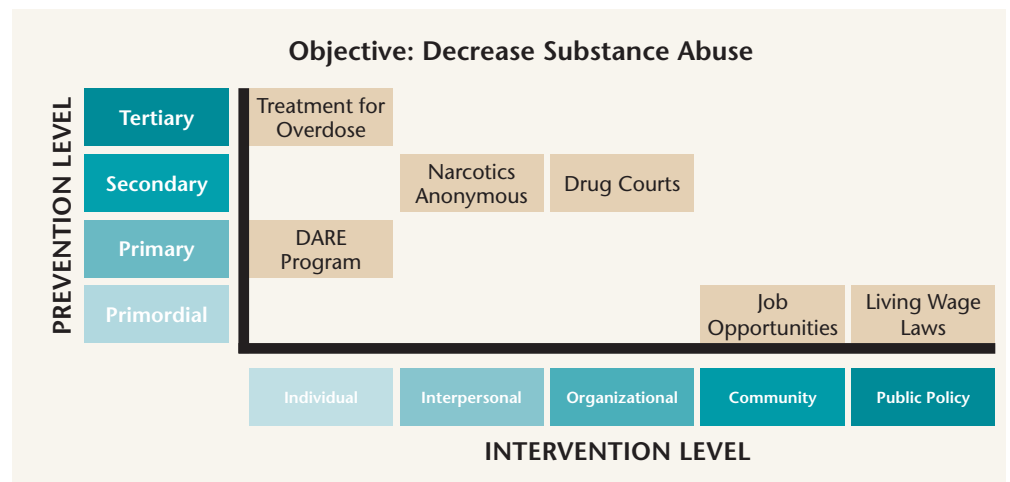 Objective: Decrease Substance Abuse
PREVENTION LEVEL
Tertiary
Treatment for
Overdose
Secondary
Narcotics
Anonymous
Drug Courts
Primary
DARE
Program
Primordial
Job
Opportunities
Living Wage
Laws
Individual
Interpersonal
Organizational
Community
Public Policy
INTERVENTION LEVEL